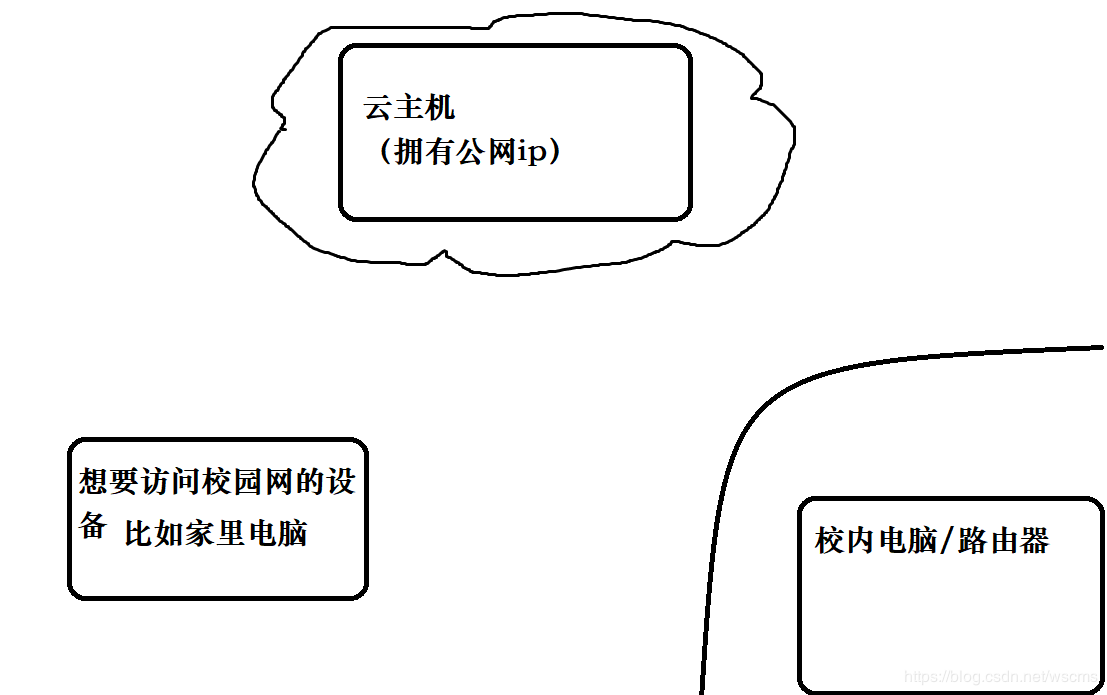 云主机
（拥有公网ip）
想要访问校园网的设
备 比如家里电脑
校内电脑/路由器
https://blog.csdn.net/wscms